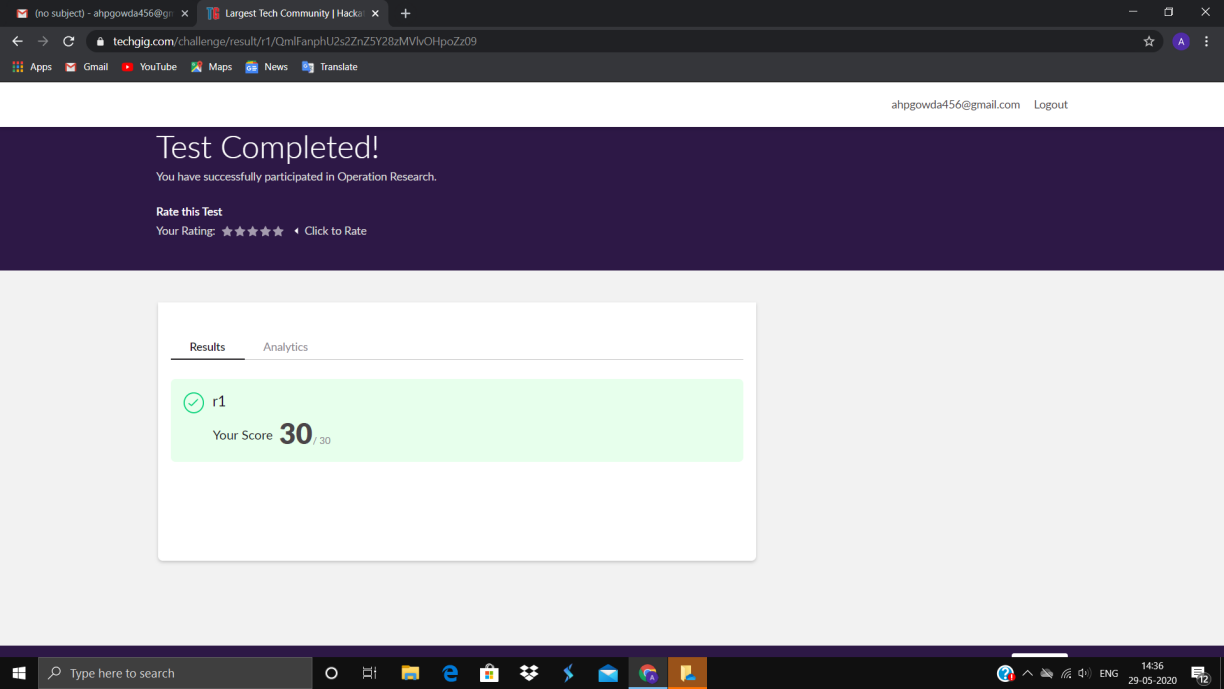 (no subject) - ahpgowda456@gm
Largest Tech Community | Hacka
techgig.com/challenge/result/r1/QmlFanphU2s2ZnZ5Y28zMVlvOHpoZz09
A
Apps
Gmail
YouTube
Maps
News
Translate
ahpgowda456@gmail.com
Logout
Test Completed!
You have successfully participated in Operation Research.
Rate this Test
Your Rating:
Click to Rate
Results
Analytics
r1
Your Score 30 / 30
Type here to search
ENG
14:36
29-05-2020
12